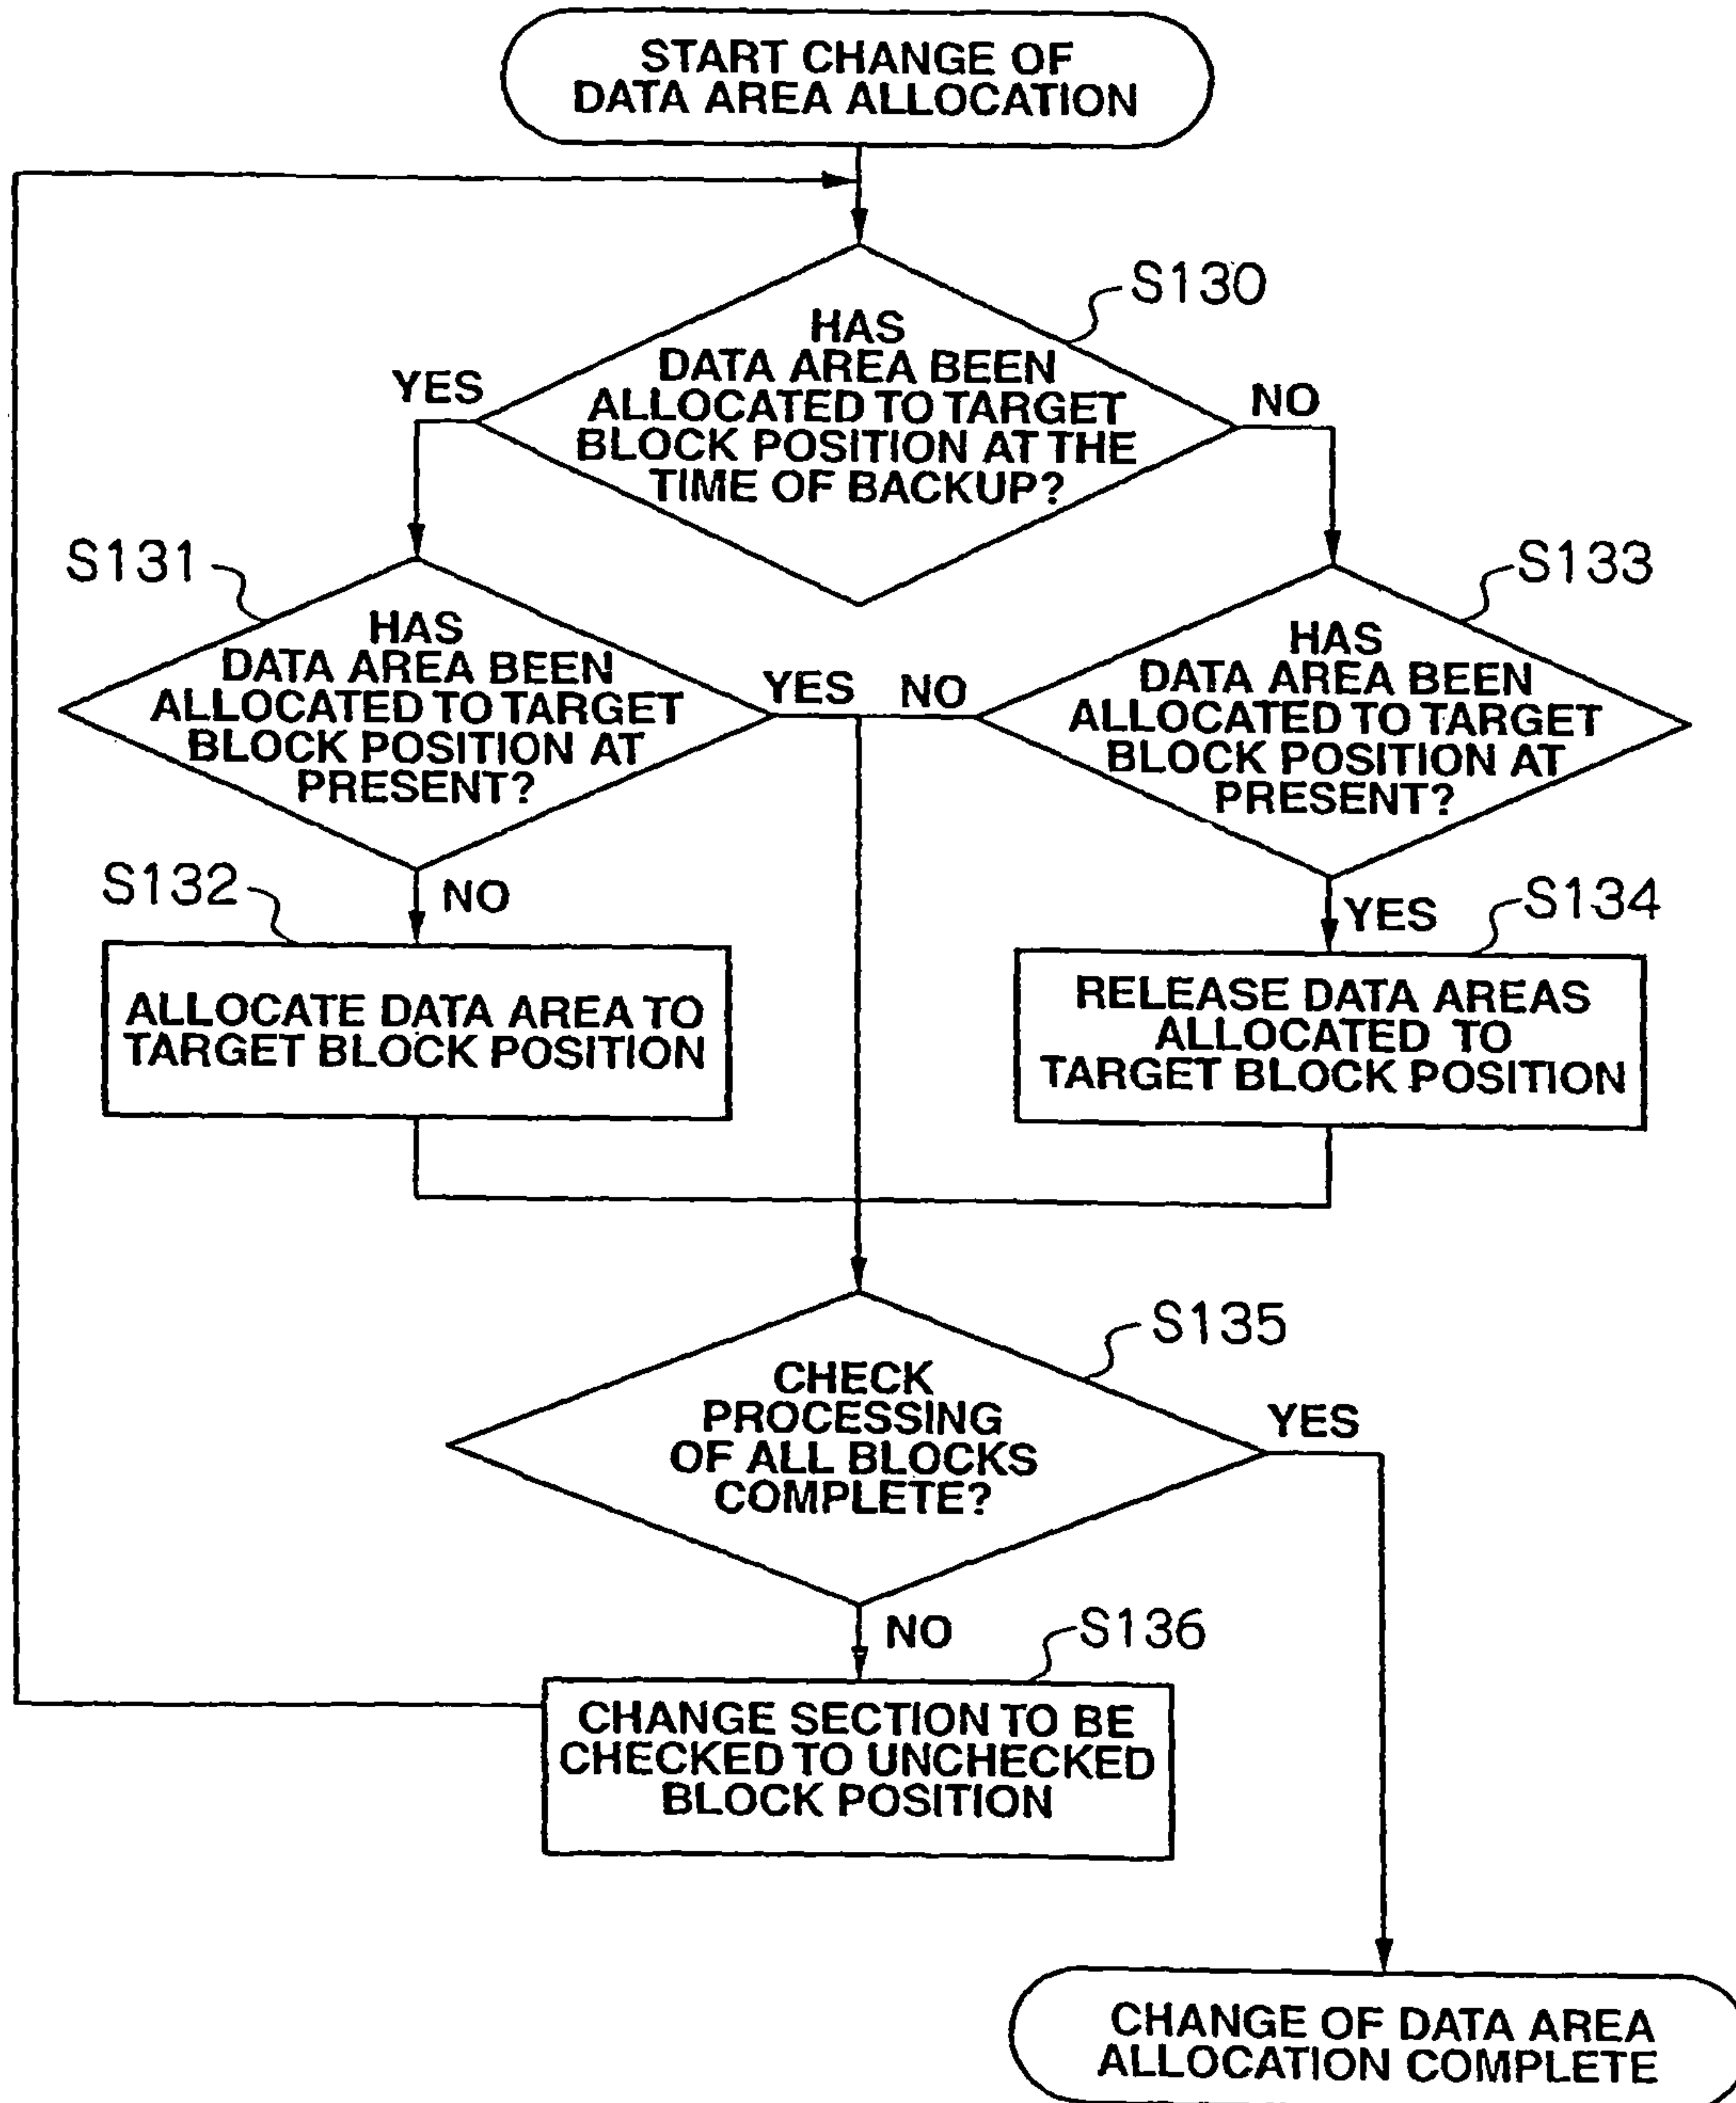 START CHANGE OF
DATA AREA ALLOCATION
S130
HAS
DATA AREA BEEN
ALLOCATED TO TARGET
BLOCK POSITION AT THE
TIME OF BACKUP?
YES
NO
S131
HAS
DATA AREA BEEN
ALLOCATED TO TARGET
BLOCK POSITION AT
PRESENT?
YES
NO
S133
HAS
DATA AREA BEEN
ALLOCATED TO TARGET
BLOCK POSITION AT
PRESENT?
NO
YES
S132
ALLOCATE DATA AREA TO
TARGET BLOCK POSITION
S134
RELEASE DATA AREAS
ALLOCATED TO
TARGET BLOCK POSITION
S135
CHECK
PROCESSING
OF ALL BLOCKS
COMPLETE?
YES
NO
S136
CHANGE SECTION TO BE
CHECKED TO UNCHECKED
BLOCK POSITION
CHANGE OF DATA AREA
ALLOCATION COMPLETE